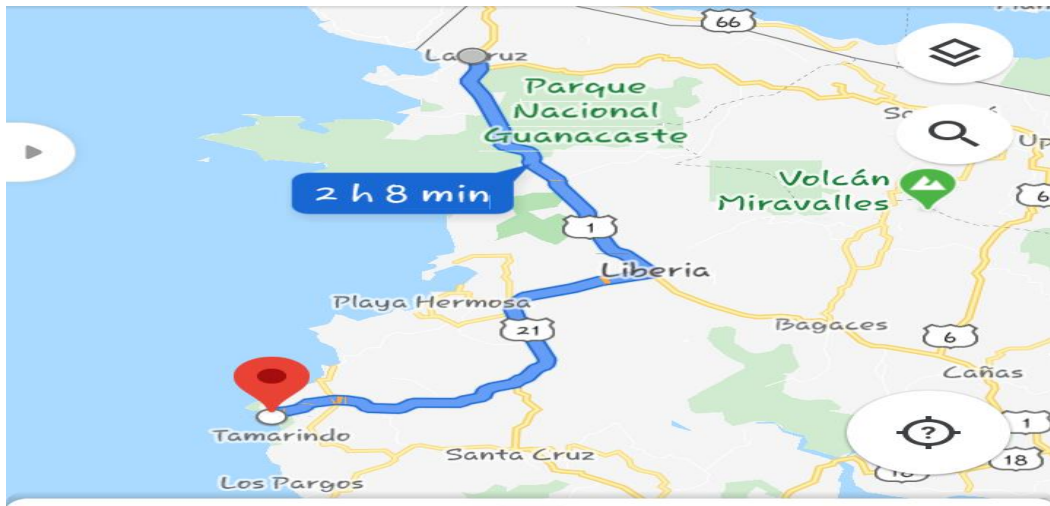 66
La Cruz
Parque
Nacional
Guanacaste
2 h 8 min
Volcán
Miravalles
6
1
Liberia
Playa Hermosa
21
Bagaces
6
Cañas
1
Tamarindo
Santa Cruz
18
Los Pargos
?